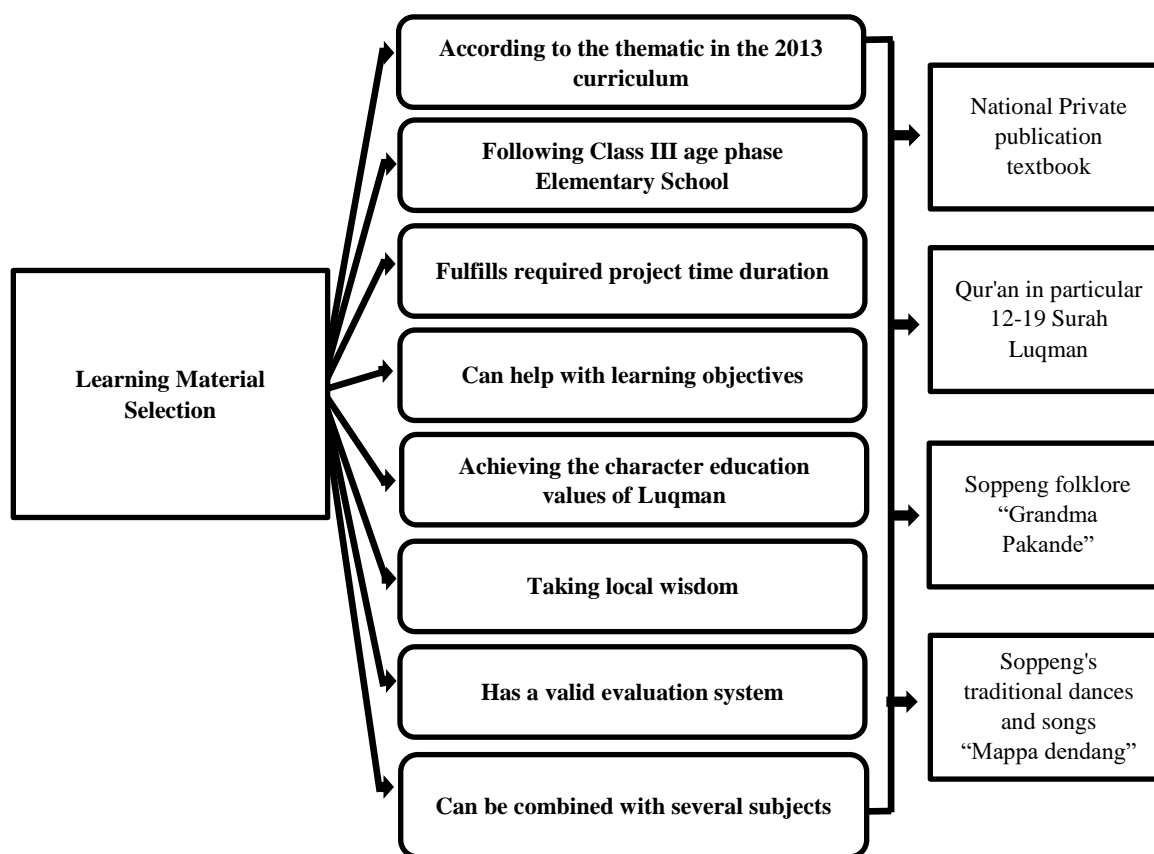 Learning Material
Selection
According to the thematic in the 2013
curriculum
Following Class III age phase
Elementary School
Fulfills required project time duration
Can help with learning objectives
Achieving the character education
values of Luqman
Taking local wisdom
Has a valid evaluation system
Can be combined with several subjects
National Private
publication
textbook
Qur'an in particular
12-19 Surah
Luqman
Soppeng folklore
“Grandma
Pakande”
Soppeng's
traditional dances
and songs
“Mappa dendang”